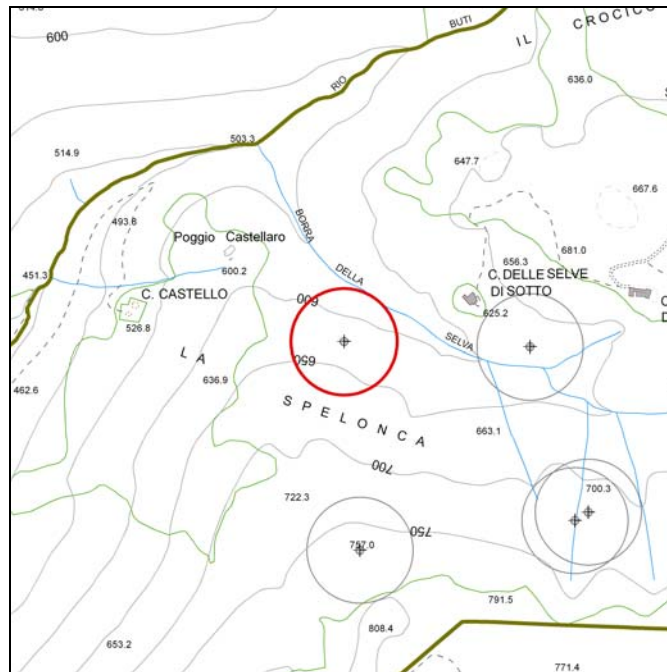 600
IL CROCICO
BUTI
RIO
636.0
503.3
514.9
647.7
667.6
493.8
BORRA
DELLA
SELVA
Poggio Castellaro
656.3
681.0
600.2
451.3
C. DELLE SELVE
DI SOTTO
C. CASTELLO
600
625.2
526.8
LA
650
636.9
462.6
SPELONCA
663.1
700
722.3
700.3
750
757.0
791.5
808.4
653.2
771.4